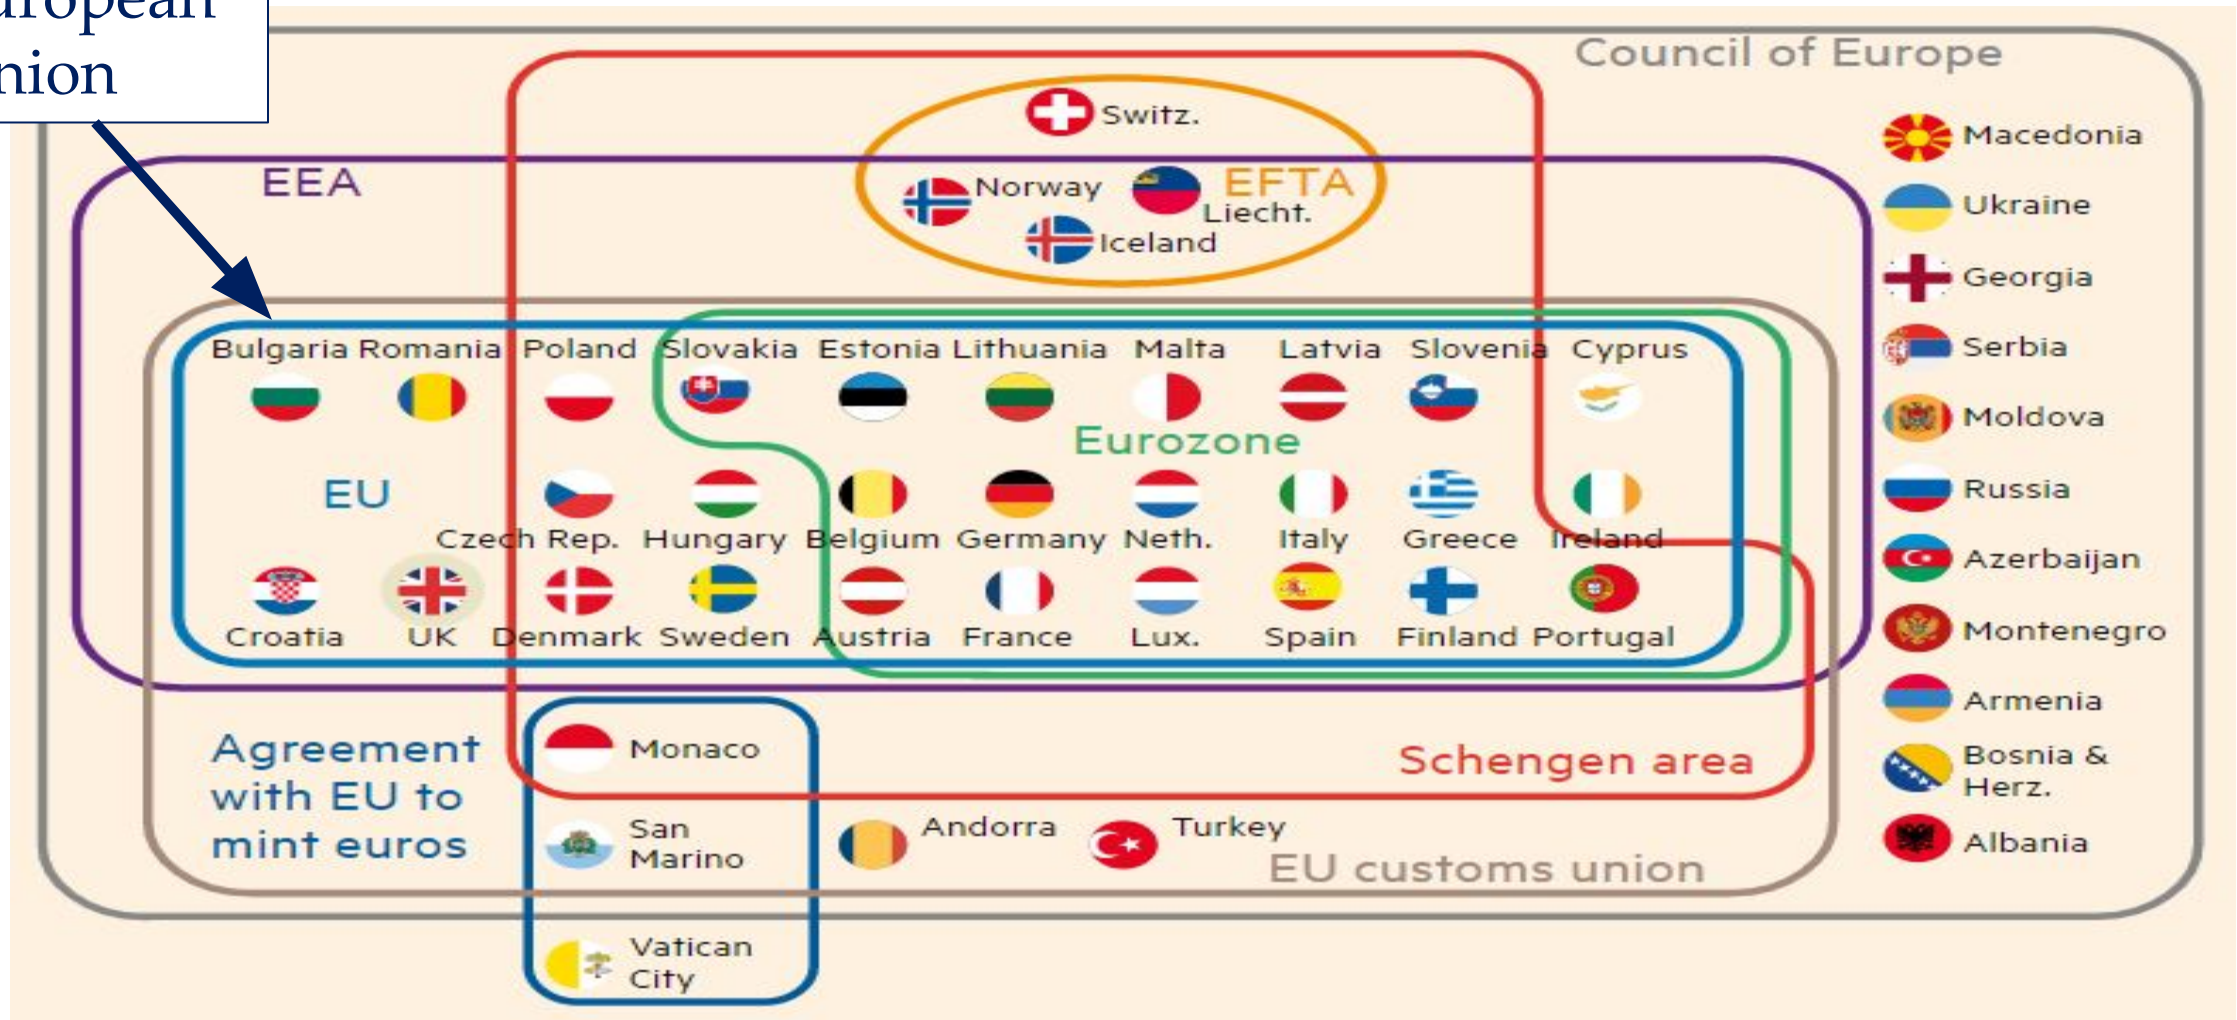 uropean
nion
Council of Europe
Switz.
EEA
Norway
EFTA
Liecht.
Iceland
Macedonia
Ukraine
Georgia
Serbia
Moldova
Russia
Azerbaijan
Montenegro
Armenia
Bosnia &
Herz.
Albania
Bulgaria Romania Poland Slovakia Estonia Lithuania Malta Latvia Slovenia Cyprus
Eurozone
EU
Czech Rep. Hungary Belgium Germany Neth. Italy Greece Ireland
Croatia UK Denmark Sweden Austria France Lux. Spain Finland Portugal
Agreement
with EU to
mint euros
Monaco
Schengen area
San
Marino
Andorra
Turkey
EU customs union
Vatican
City